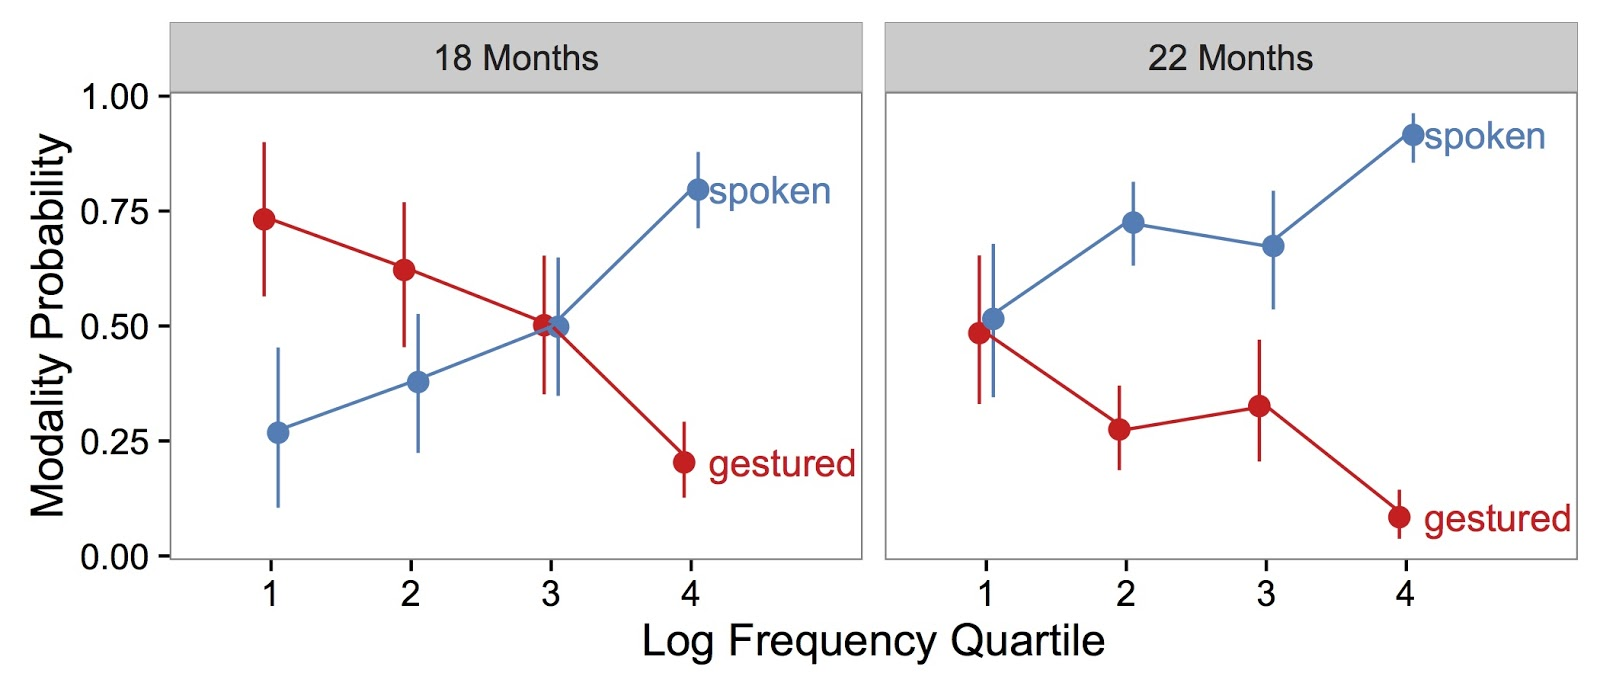 18 Months
22 Months
Modality Probability
1.00
0.75
0.50
0.25
0.00
spoken
gestured
spoken
gestured
1 2 3 4
1 2 3 4
Log Frequency Quartile